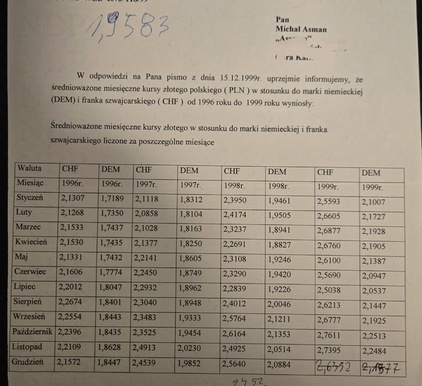 1,9583
Pan
Michał Asman
W odpowiedzi na Pana pismo z dnia 15.12.1999r. uprzejmie informujemy, że
średnioważone miesięczne kursy złotego polskiego ( PLN ) w stosunku do marki niemieckiej
(DEM) i franka szwajcarskiego ( CHF ) od 1996 roku do 1999 roku wyniosły:
Średnioważone miesięczne kursy złotego w stosunku do marki niemieckiej i franka
szwajcarskiego liczone za poszczególne miesiące
Waluta CHF DEM CHF DEM CHF DEM CHF DEM
Miesiąc 1996r. 1996r. 1997r. 1997r. 1998r. 1998r. 1999r. 1999r.
Styczeń 2,1307 1,7189 2,1118 1,8312 2,3950 1,9461 2,5593 2,1007
Luty 2,1268 1,7350 2,0858 1,8104 2,4174 1,9505 2,6605 2,1727
Marzec 2,1533 1,7437 2,1028 1,8163 2,3237 1,8941 2,6877 2,1928
Kwiecień 2,1530 1,7435 2,1377 1,8250 2,2691 1,8827 2,6760 2,1905
Maj 2,1331 1,7432 2,2141 1,8605 2,3108 1,9246 2,6100 2,1387
Czerwiec 2,1606 1,7774 2,2450 1,8749 2,3290 1,9420 2,5690 2,0947
Lipiec 2,2012 1,8047 2,2932 1,8962 2,2839 1,9226 2,5038 2,0537
Sierpień 2,2674 1,8401 2,3040 1,8948 2,4012 2,0046 2,6213 2,1447
Wrzesień 2,2554 1,8443 2,3483 1,9333 2,5764 2,1211 2,6777 2,1925
Październik 2,2396 1,8435 2,3525 1,9454 2,6164 2,1353 2,7611 2,2513
Listopad 2,2109 1,8628 2,4913 2,0230 2,4925 2,0514 2,7395 2,2484
Grudzień 2,1572 1,8447 2,4539 1,9852 2,5640 2,0884